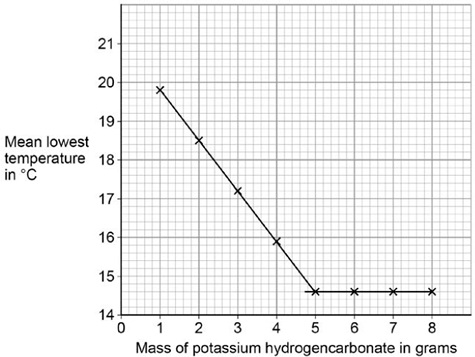 21
20
19
Mean lowest
temperature
in °C
18
17
16
15
14
0 1 2 3 4 5 6 7 8
Mass of potassium hydrogencarbonate in grams